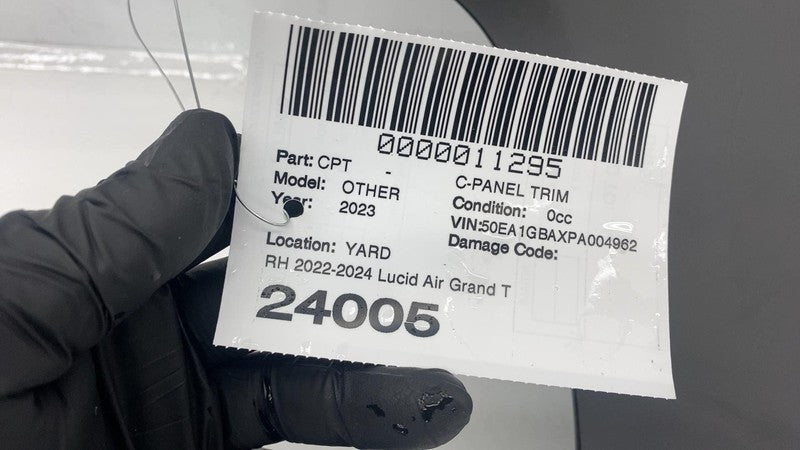 0000011295
Part: CPT - C-PANEL TRIM
Model: OTHER Condition: 0cc
Year: 2023 VIN:50EA1GBAXPA004962
Damage Code:
Location: YARD
RH 2022-2024 Lucid Air Grand T
24005